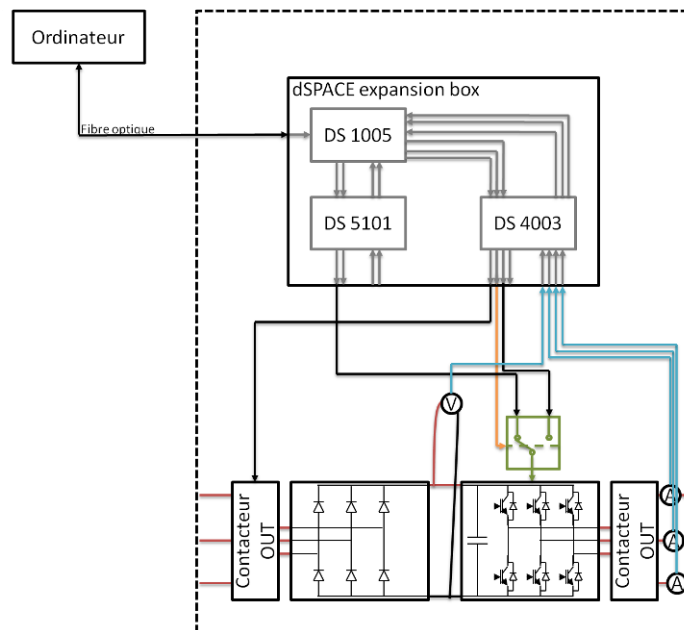 Ordinateur
dSPACE expansion box
Fibre optique
DS 1005
DS 5101
DS 4003
V
Contacteur
OUT
Contacteur
OUT
A
A
A